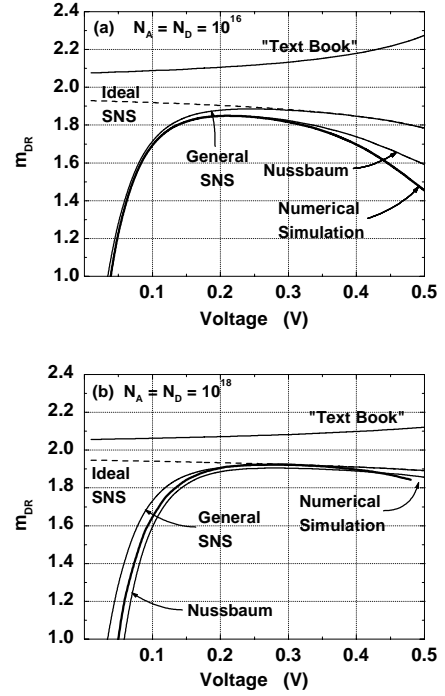 (a) N_A = N_D = 10^16
"Text Book"
Ideal
SNS
General
SNS
Nussbaum
Numerical
Simulation
m_DR
2.4
2.2
2.0
1.8
1.6
1.4
1.2
1.0
0.1 0.2 0.3 0.4 0.5
Voltage (V)
(b) N_A = N_D = 10^18
"Text Book"
Ideal
SNS
General
SNS
Numerical
Simulation
Nussbaum
m_DR
2.4
2.2
2.0
1.8
1.6
1.4
1.2
1.0
0.1 0.2 0.3 0.4 0.5
Voltage (V)